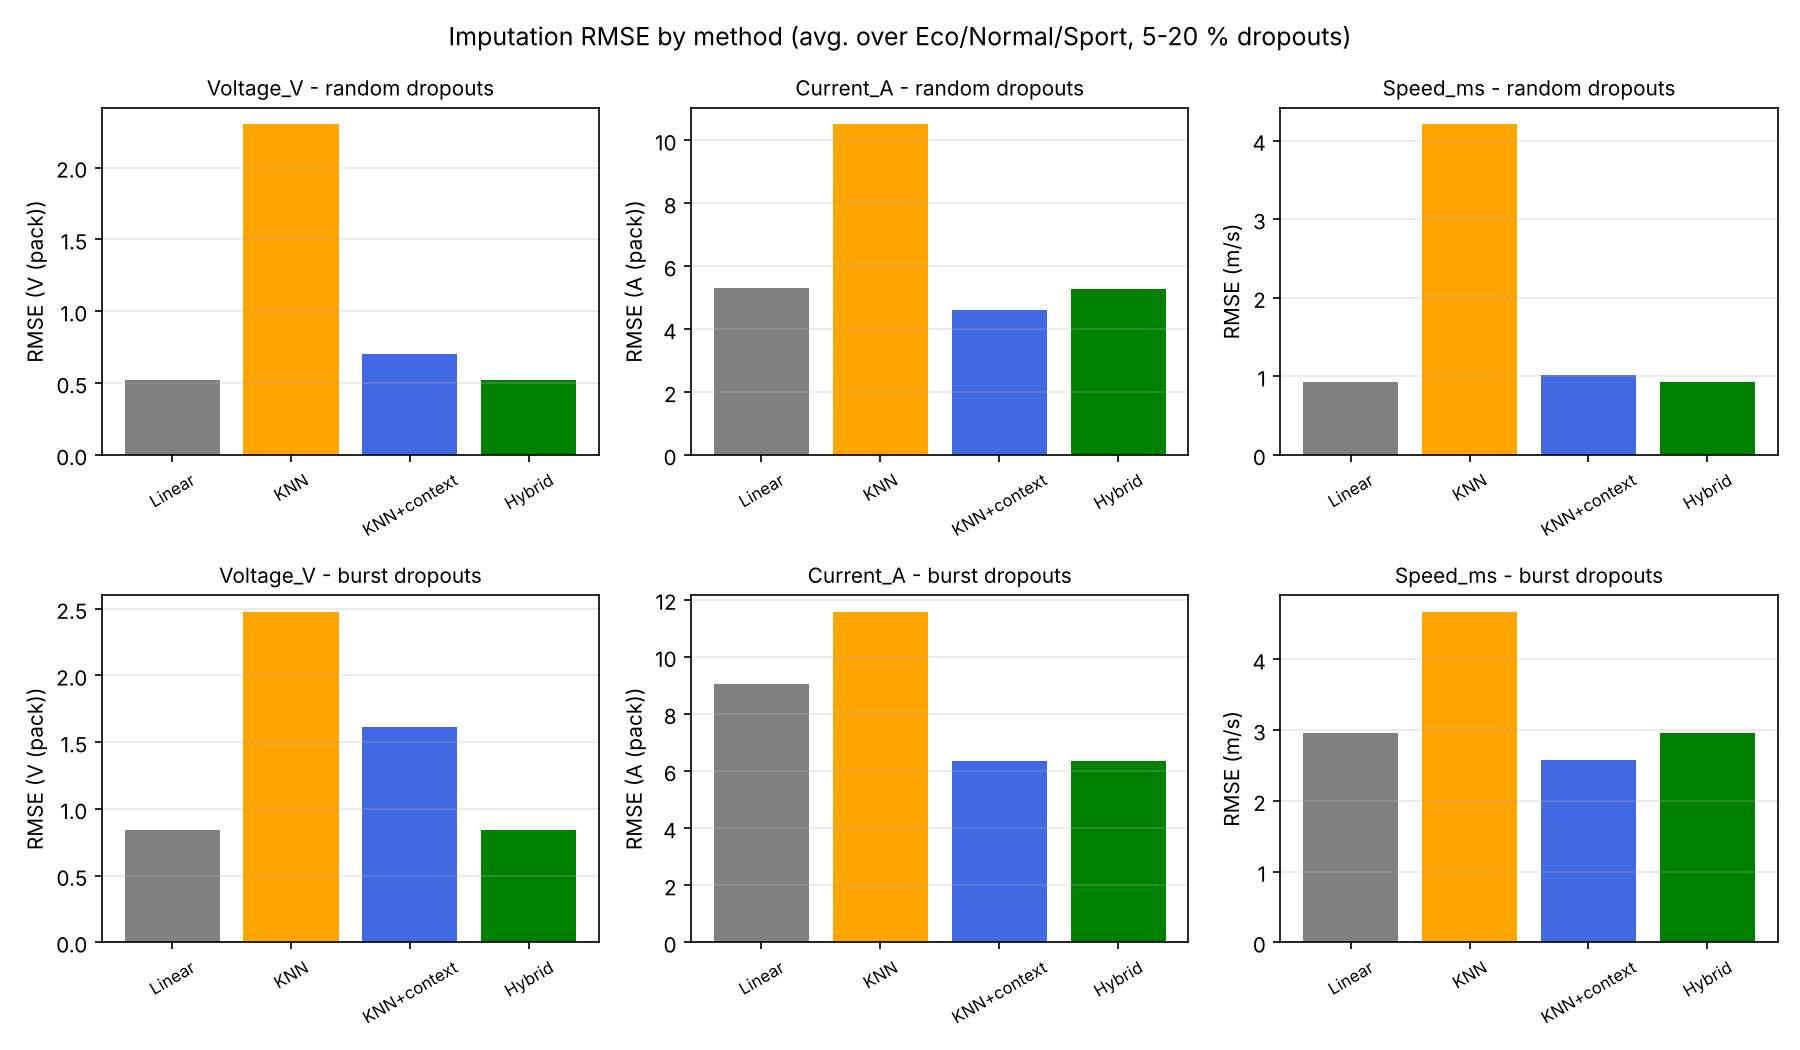 Imputation RMSE by method (avg. over Eco/Normal/Sport, 5-20 % dropouts)
Voltage_V - random dropouts
RMSE (V (pack))
2.0
1.5
1.0
0.5
0.0
Linear
KNN
KNN+context
Hybrid
Current_A - random dropouts
RMSE (A (pack))
10
8
6
4
2
0
Linear
KNN
KNN+context
Hybrid
Speed_ms - random dropouts
RMSE (m/s)
4
3
2
1
0
Linear
KNN
KNN+context
Hybrid
Voltage_V - burst dropouts
RMSE (V (pack))
2.5
2.0
1.5
1.0
0.5
0.0
Linear
KNN
KNN+context
Hybrid
Current_A - burst dropouts
RMSE (A (pack))
12
10
8
6
4
2
0
Linear
KNN
KNN+context
Hybrid
Speed_ms - burst dropouts
RMSE (m/s)
4
3
2
1
0
Linear
KNN
KNN+context
Hybrid